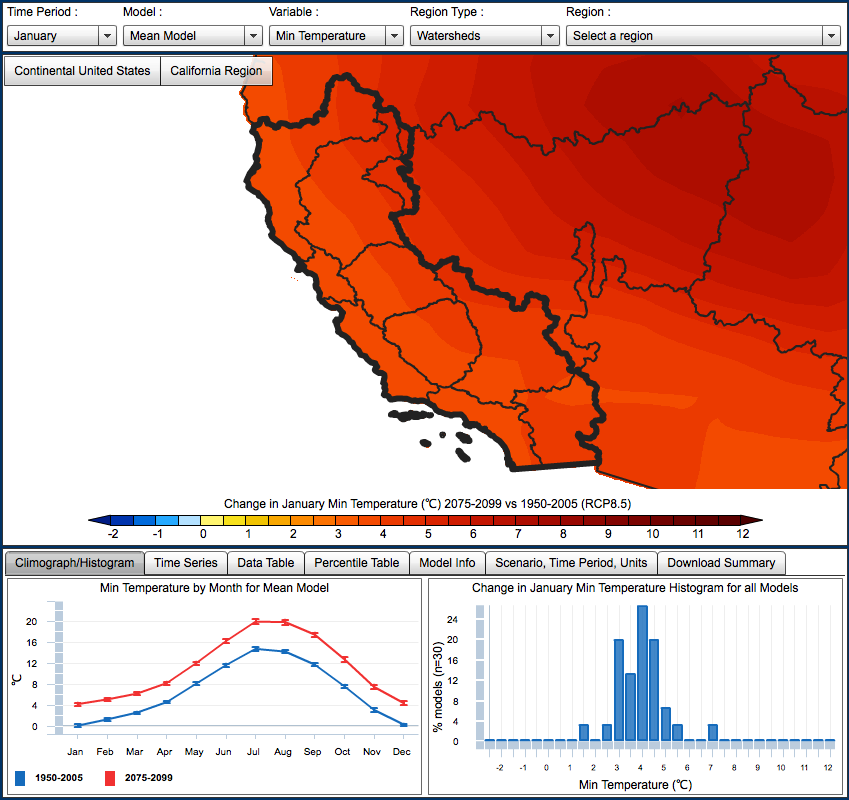 Time Period : Model : Variable : Region Type : Region :
January Mean Model Min Temperature Watersheds Select a region
Continental United States California Region
Change in January Min Temperature (℃) 2075-2099 vs 1950-2005 (RCP8.5)
-2 -1 0 1 2 3 4 5 6 7 8 9 10 11 12
Climograph/Histogram Time Series Data Table Percentile Table Model Info Scenario, Time Period, Units Download Summary
Min Temperature by Month for Mean Model
℃
20
16
12
8
4
0
Jan Feb Mar Apr May Jun Jul Aug Sep Oct Nov Dec
1950-2005 2075-2099
Change in January Min Temperature Histogram for all Models
% models (n=30)
24
20
16
12
8
4
0
-2 -1 0 1 2 3 4 5 6 7 8 9 10 11 12
Min Temperature (℃)